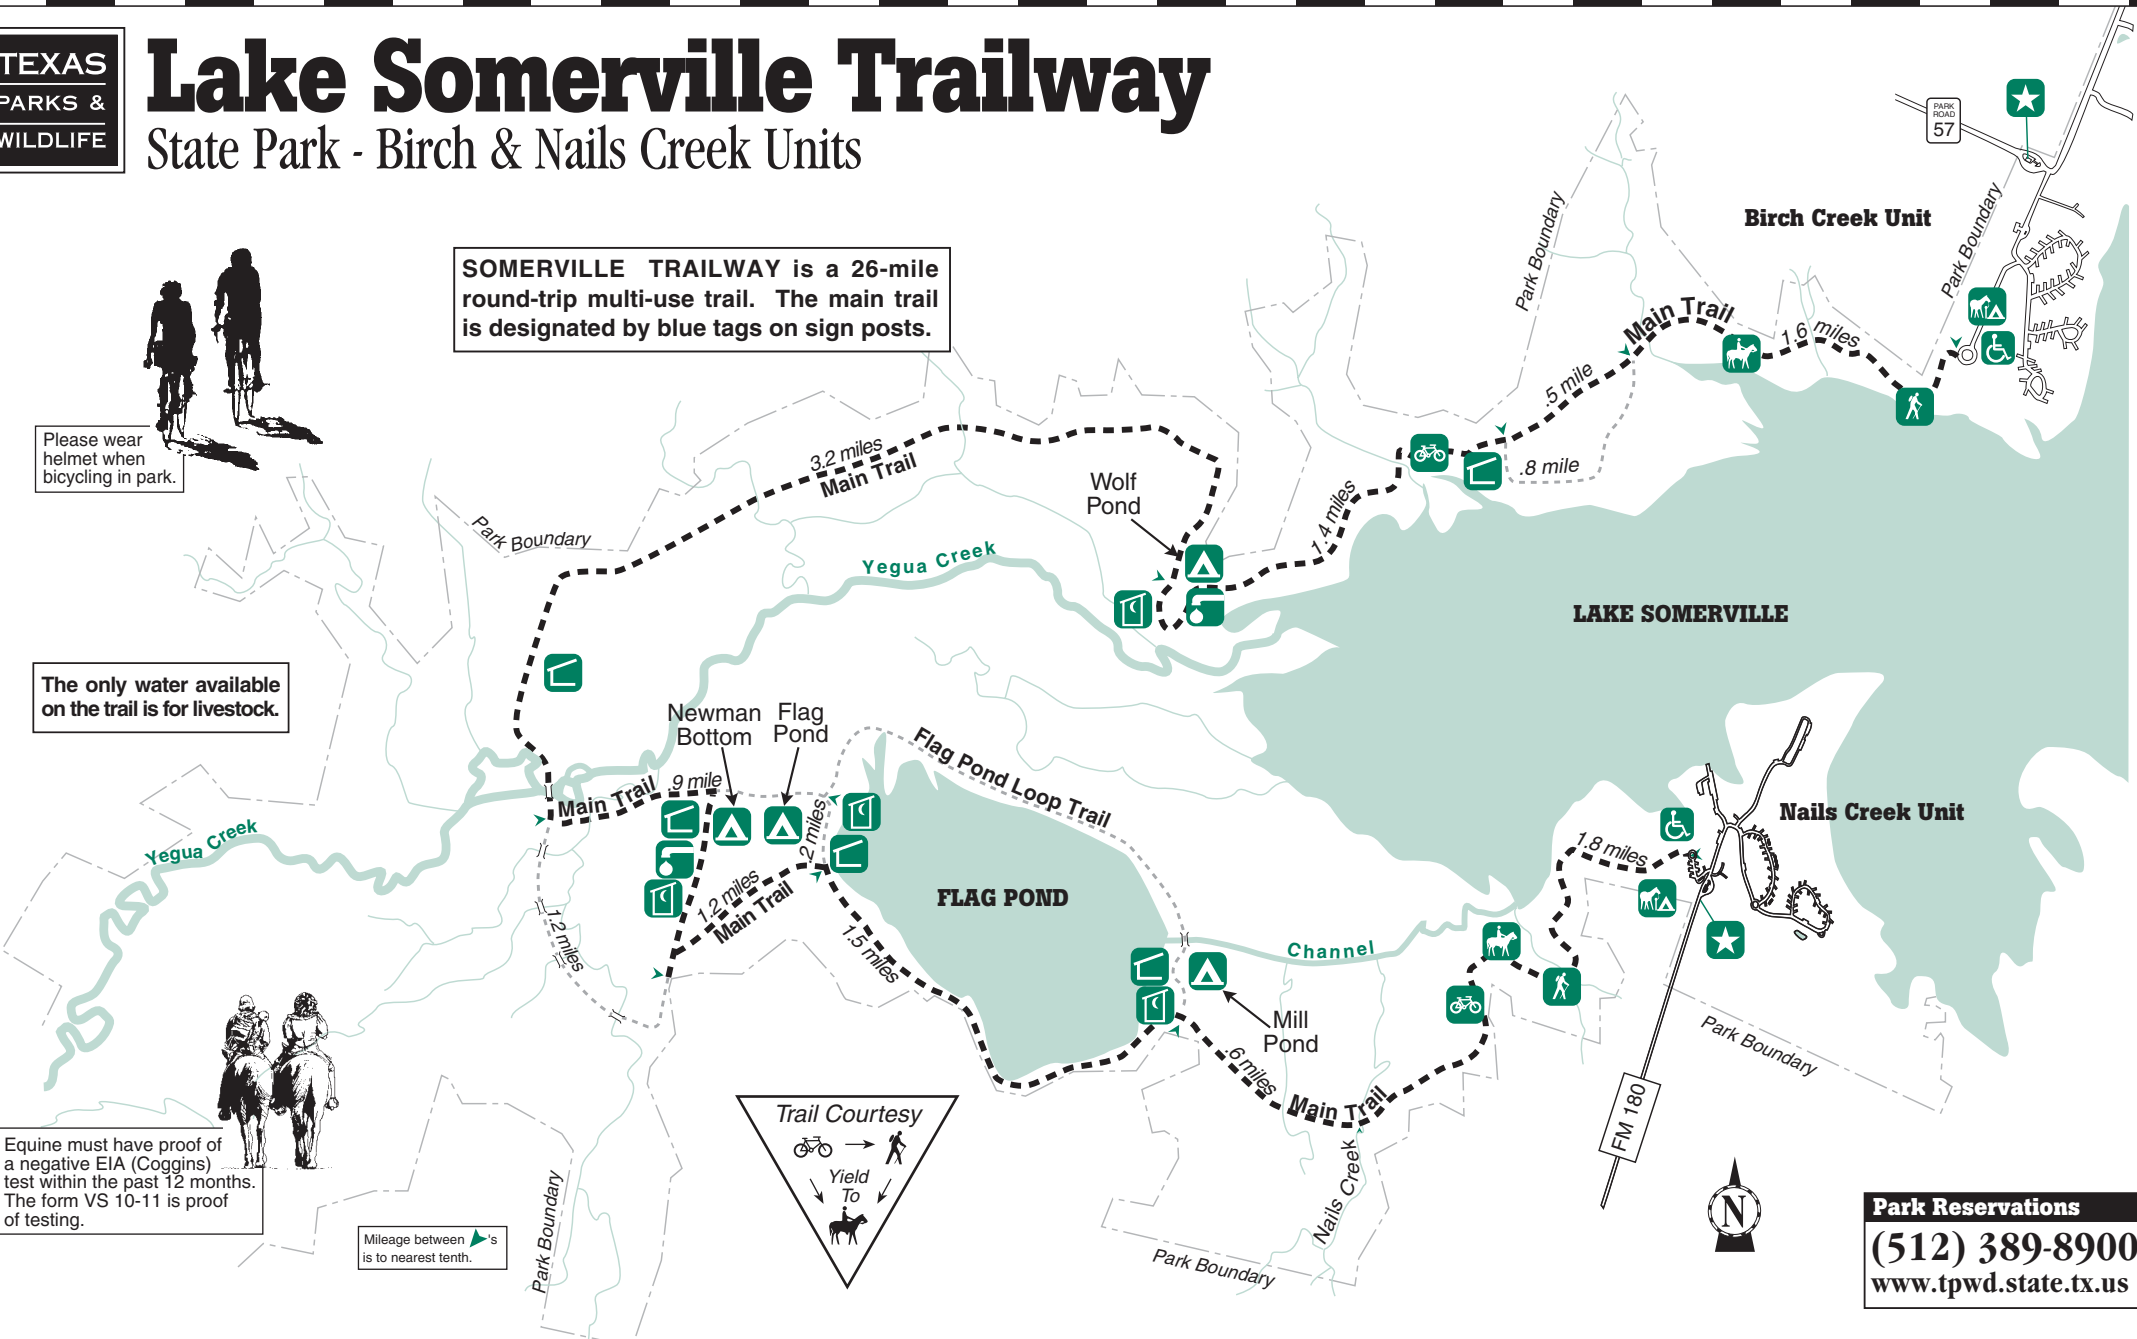 TEXAS
PARKS &
WILDLIFE
Lake Somerville Trailway
State Park - Birch & Nails Creek Units
PARK
ROAD
57
Birch Creek Unit
Park Boundary
Park Boundary
SOMERVILLE TRAILWAY is a 26-mile
round-trip multi-use trail. The main trail
is designated by blue tags on sign posts.
Main Trail
1.6 miles
.5 mile
.8 mile
Please wear
helmet when
bicycling in park.
3.2 miles
Main Trail
Wolf
Pond
1.4 miles
Park Boundary
Yegua Creek
LAKE SOMERVILLE
The only water available
on the trail is for livestock.
Newman
Bottom
Flag
Pond
Flag Pond Loop Trail
Main Trail
.9 mile
.2 miles
Nails Creek Unit
Yegua Creek
1.8 miles
1.2 miles
Main Trail
FLAG POND
1.2 miles
1.5 miles
Channel
Mill
Pond
.6 miles
Main Trail
Park Boundary
FM 180
Trail Courtesy
Yield
To
Equine must have proof of
a negative EIA (Coggins)
test within the past 12 months.
The form VS 10-11 is proof
of testing.
Mileage between 's
is to nearest tenth.
Park Boundary
Nails Creek
Park Boundary
N
Park Reservations
(512) 389-8900
www.tpwd.state.tx.us